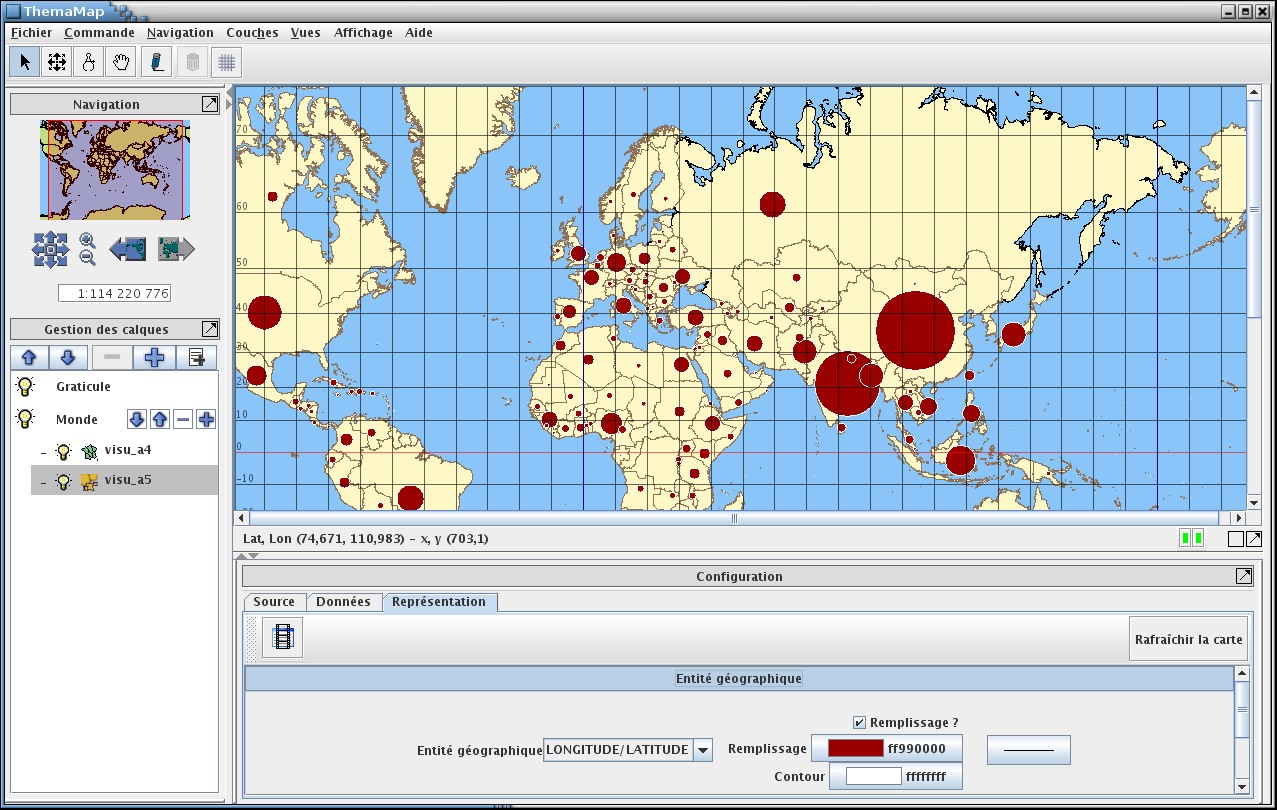 ThemaMap
Fichier Commande Navigation Couches Vues Affichage Aide
Navigation
1:114 220 776
Gestion des calques
Graticule
Monde
visu_a4
visu_a5
70
60
50
40
30
20
10
0
-10
Lat, Lon (74,671, 110,983) - x, y (703,1)
Configuration
Source Données Représentation
Rafraîchir la carte
Entité géographique
Remplissage ?
Entité géographique LONGITUDE/LATITUDE Remplissage ff990000
Contour ffffffff